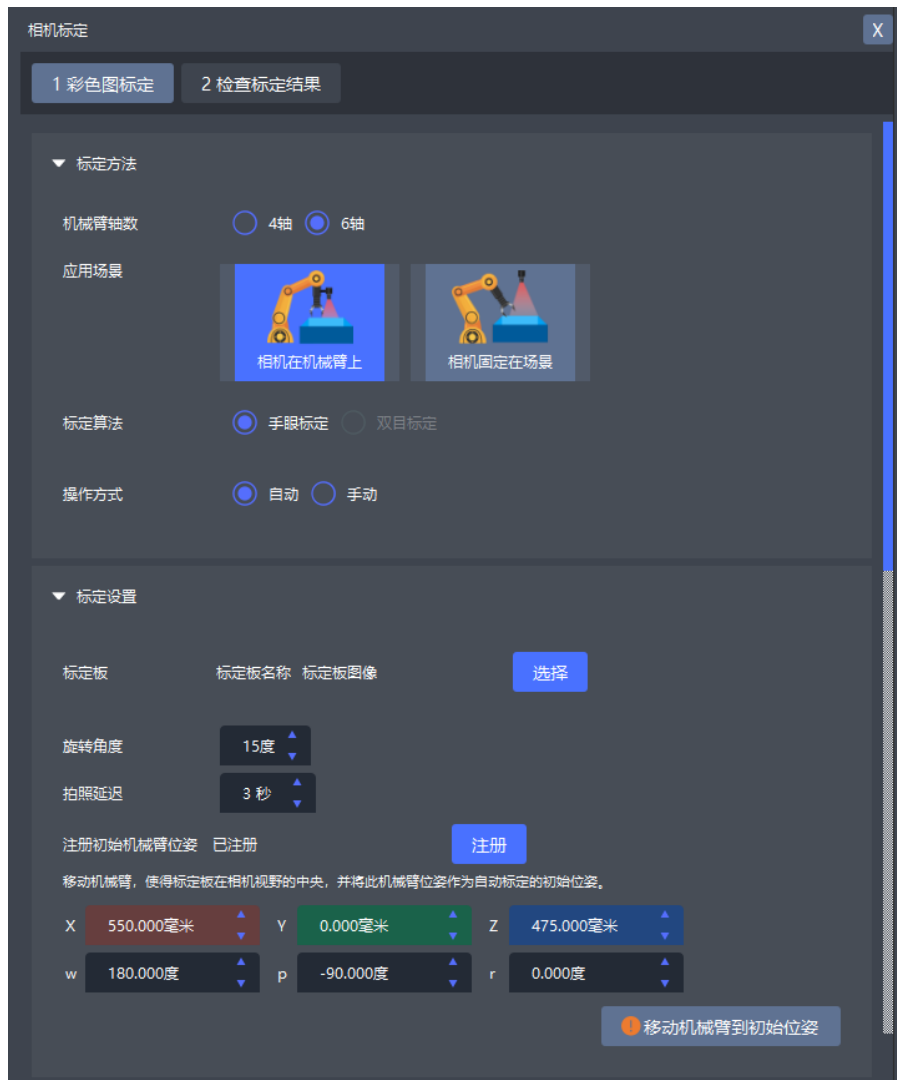 相机标定 X
1 彩色图标定 2 检查标定结果
标定方法
机械臂轴数 4轴 6轴
应用场景
相机在机械臂上 相机固定在场景
标定算法 手眼标定 双目标定
操作方式 自动 手动
标定设置
标定板 标定板名称 标定板图像 选择
旋转角度 15度
拍照延迟 3 秒
注册初始机械臂位姿 已注册 注册
移动机械臂，使得标定板在相机视野的中央，并将此机械臂位姿作为自动标定的初始位姿。
X 550.000毫米 Y 0.000毫米 Z 475.000毫米
w 180.000度 p -90.000度 r 0.000度
移动机械臂到初始位姿